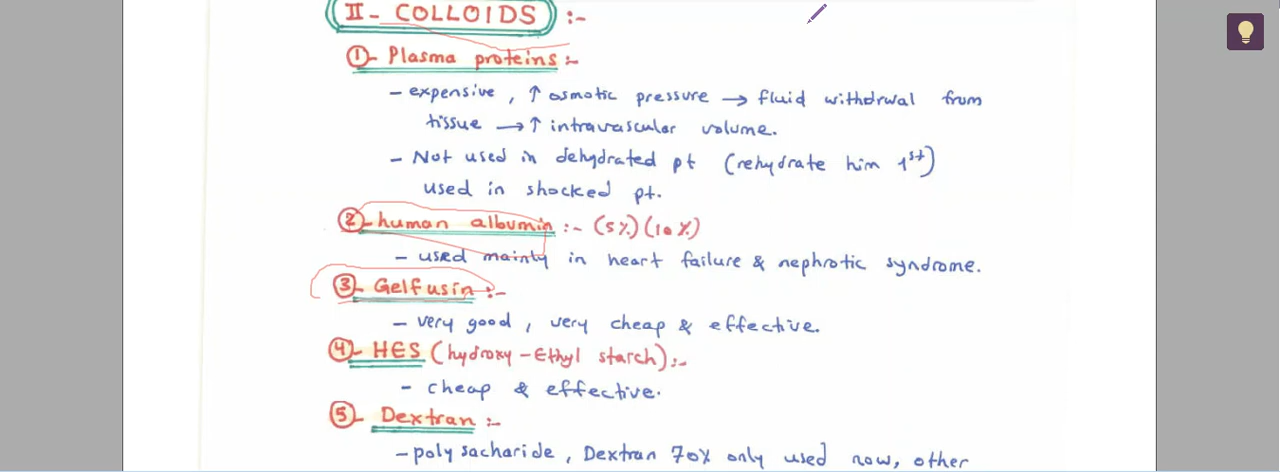 II - COLLOIDS :-
①- Plasma proteins :-
- expensive, ↑ osmotic pressure → fluid withdrwal from
tissue → ↑ intravascular volume.
- Not used in dehydrated pt (rehydrate him 1st)
used in shocked pt.
②- human albumin :- (5%) (10%)
- used mainly in heart failure & nephrotic syndrome.
③- Gelfusin :-
- very good, very cheap & effective.
④- HES (hydroxy-Ethyl starch) :-
- cheap & effective.
⑤- Dextran :-
- poly sacharide, Dextran 70% only used now, other